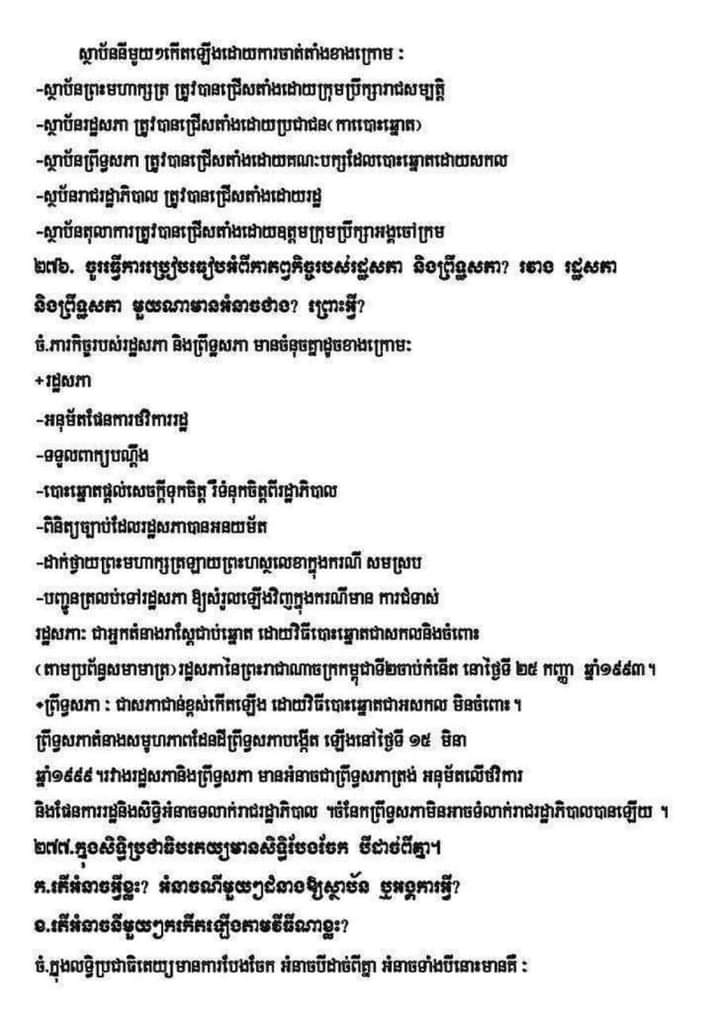 ស្ថាប័ននីមួយៗកើតឡើងដោយការចាត់តាំងខាងក្រោម :
-ស្ថាប័នព្រះមហាក្សត្រ ត្រូវបានជ្រើសតាំងដោយក្រុមប្រឹក្សារាជសម្បត្តិ
-ស្ថាប័នរដ្ឋសភា ត្រូវបានជ្រើសតាំងដោយប្រជាជន(ការបោះឆ្នោត)
-ស្ថាប័នព្រឹទ្ធសភា ត្រូវបានជ្រើសតាំងដោយគណៈបក្សដែលបោះឆ្នោតដោយសកល
-ស្ថប័នរាជរដ្ឋាភិបាល ត្រូវបានជ្រើសតាំងដោយរដ្ឋ
-ស្ថាប័នតុលាការត្រូវបានជ្រើសតាំងដោយឧត្តមក្រុមប្រឹក្សាអង្គចៅក្រម
២៧៦. ចូរធ្វើការប្រៀបធៀបអំពីកាតព្វកិច្ចរបស់រដ្ឋសភា និងព្រឹទ្ធសភា? រវាង រដ្ឋសភា
និងព្រឹទ្ធសភា មួយណាមានអំនាចជាង? ព្រោះអ្វី?
ចំ.ភារកិច្ចរបស់រដ្ឋសភា និងព្រឹទ្ធសភា មានចំនុចគ្នាដូចខាងក្រោមៈ
+រដ្ឋសភា
-អនុម័តផែនការថវិការរដ្ឋ
-ទទួលពាក្យបណ្តឹង
-បោះឆ្នោតផ្តល់សេចក្តីទុកចិត្ត រឺទំនុកចិត្តពីរដ្ឋាភិបាល
-ពិនិត្យច្បាប់ដែលរដ្ឋសភាបានអនយម័ត
-ដាក់ថ្វាយព្រះមហាក្សត្រឡាយព្រះហស្ថលេខាក្នុងករណី សមស្រប
-បញ្ជូនត្រលប់ទៅរដ្ឋសភា ឱ្យសំរួលឡើងវិញក្នុងករណីមាន ការជំទាស់
រដ្ឋសភា: ជាអ្នកតំនាងរាស្ត្រែជាប់ឆ្នោត ដោយវិធីបោះឆ្នោតជាសកលនិងចំពោះ
(តាមប្រព័ន្ធសមាមាត្រ)រដ្ឋសភានៃព្រះរាជាណាចក្រកម្ពុជាទី២ចាប់កំនើត នោថ្ងៃទី ២៥ កញ្ញា ឆ្នាំ១៩៩៣។
+ព្រឹទ្ធសភា : ជាសភាជាន់ខ្ពស់កើតឡើង ដោយវិធីបោះឆ្នោតជាអសកល មិនចំពោះ។
ព្រឹទ្ធសភាតំនាងសមូហភាពដែនដីព្រឹទ្ធសភាបង្កើត ឡើងនៅថ្ងៃទី ១៥ មិនា
ឆ្នាំ១៩៩៩។រវាងរដ្ឋសភានិងព្រឹទ្ធសភា មានអំនាចជាព្រឹទ្ធសភាត្រង់ អនុម័តលើថវិការ
និងផែនការរដ្ឋនិងសិទ្ធិអំនាចទលាក់រាជរដ្ឋាភិបាល ។ចំនែកព្រឹទ្ធសភាមិនអាចទំលាក់រាជរដ្ឋាភិបាលបានឡើយ ។
២៧៧.ក្នុងសិទ្ធិប្រជាធិបតេយ្យមានសិទ្ធិបែងចែក បីដាច់ពីគ្នា។
ក.តើអំនាចអ្វីខ្លះ? អំនាចណីមួយៗជំនាងឱ្យស្ថាប័ន ឬអង្គការអ្វី?
ខ.តើអំនាចនីមួយៗកកើតឡើងតាមវីធីណាខ្លះ?
ចំ.ក្នុងលទ្ធិប្រជាធិតេយ្យមានការបែងចែក អំនាចបីដាច់ពីគ្នា អំនាចទាំងបីនោះមានគឺ :